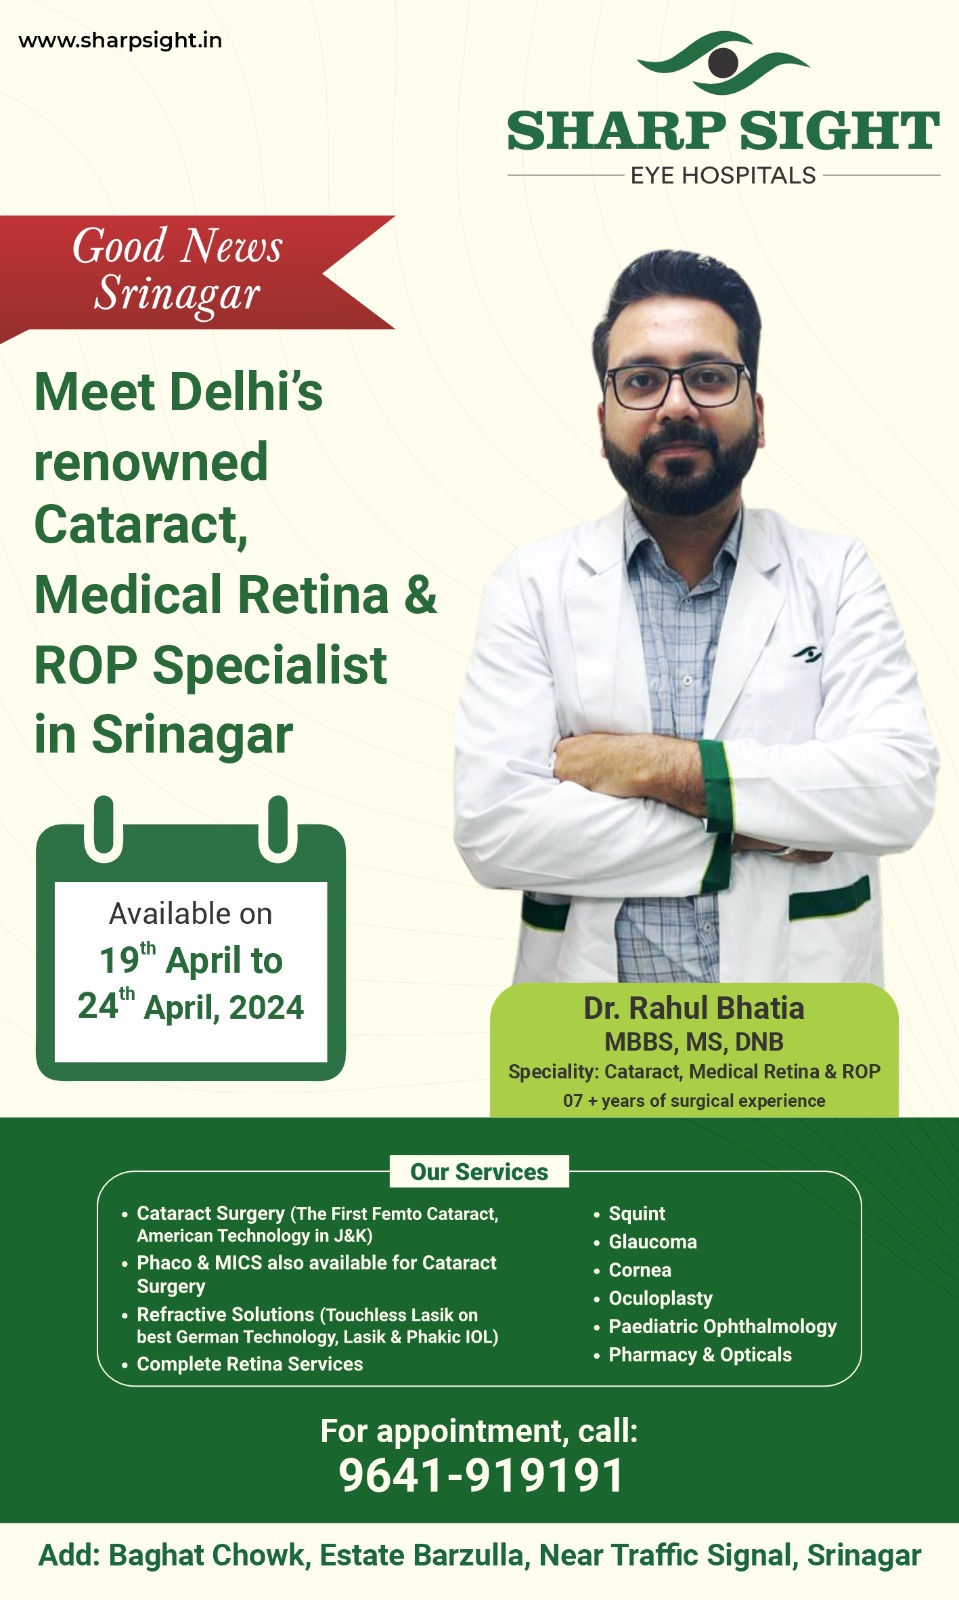 www.sharpsight.in
SHARP SIGHT
EYE HOSPITALS
Good News
Srinagar
Meet Delhi's
renowned
Cataract,
Medical Retina &
ROP Specialist
in Srinagar
Available on
19th April to
24th April, 2024
Dr. Rahul Bhatia
MBBS, MS, DNB
Speciality: Cataract, Medical Retina & ROP
07 + years of surgical experience
Our Services
• Cataract Surgery (The First Femto Cataract,
American Technology in J&K)
• Phaco & MICS also available for Cataract
Surgery
• Refractive Solutions (Touchless Lasik on
best German Technology, Lasik & Phakic IOL)
• Complete Retina Services
• Squint
• Glaucoma
• Cornea
• Oculoplasty
• Paediatric Ophthalmology
• Pharmacy & Opticals
For appointment, call:
9641-919191
Add: Baghat Chowk, Estate Barzulla, Near Traffic Signal, Srinagar